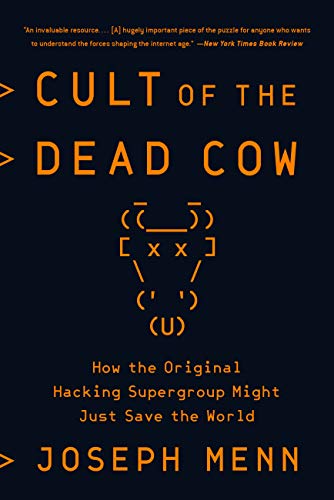 "An invaluable resource. . . . [A] hugely important piece of the puzzle for anyone who wants
to understand the forces shaping the internet age." —New York Times Book Review
> CULT OF THE
> DEAD COW
_   _
((___))
[ x x ]
\   /
(' ')
(U)
How the Original
Hacking Supergroup Might
Just Save the World
> JOSEPH MENN